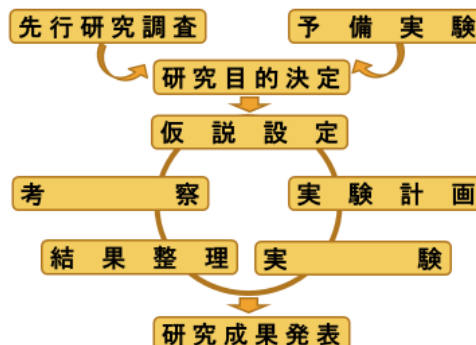 先行研究調査
予備実験
研究目的決定
仮説設定
考察
実験計画
結果整理
実験
研究成果発表